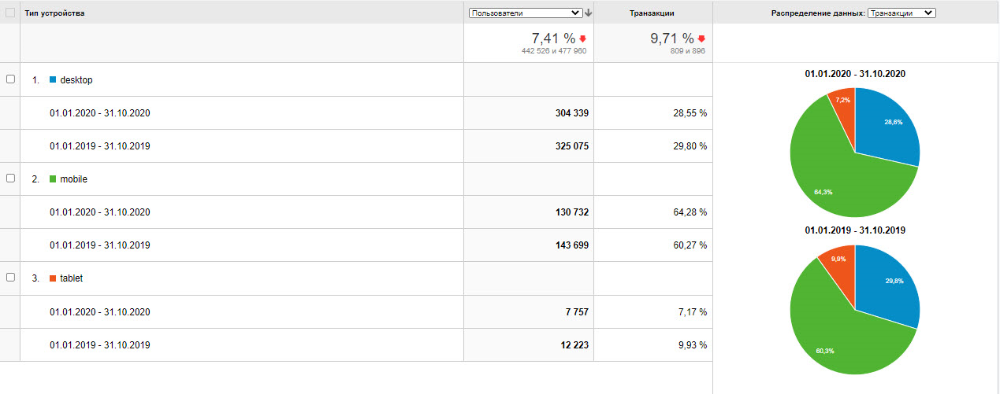 Тип устройства Пользователи Транзакции Распределение данных: Транзакции
7,41 % 9,71 %
442 526 и 477 960 809 и 896
1. desktop
01.01.2020 - 31.10.2020 304 339 28,55 %
01.01.2019 - 31.10.2019 325 075 29,80 %
2. mobile
01.01.2020 - 31.10.2020 130 732 64,28 %
01.01.2019 - 31.10.2019 143 699 60,27 %
3. tablet
01.01.2020 - 31.10.2020 7 757 7,17 %
01.01.2019 - 31.10.2019 12 223 9,93 %
01.01.2020 - 31.10.2020
7,2%
28,6%
64,3%
01.01.2019 - 31.10.2019
9,9%
29,8%
60,3%